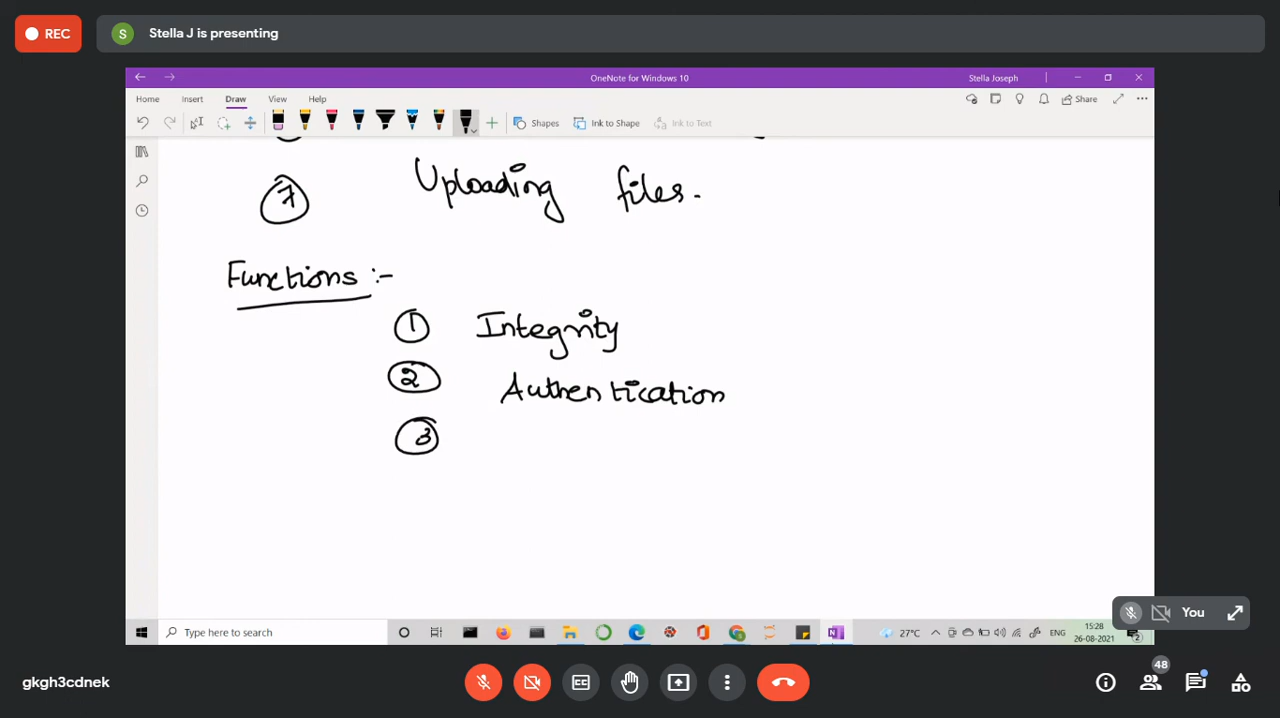 REC
S Stella J is presenting
OneNote for Windows 10
Stella Joseph
Home Insert Draw View Help
Share
Shapes Ink to Shape Ink to Text
7 Uploading files.
Functions :-
1 Integrity
2 Authentication
3
You
Type here to search
27°C
ENG
15:28
26-08-2021
2
gkgh3cdnek
CC
48